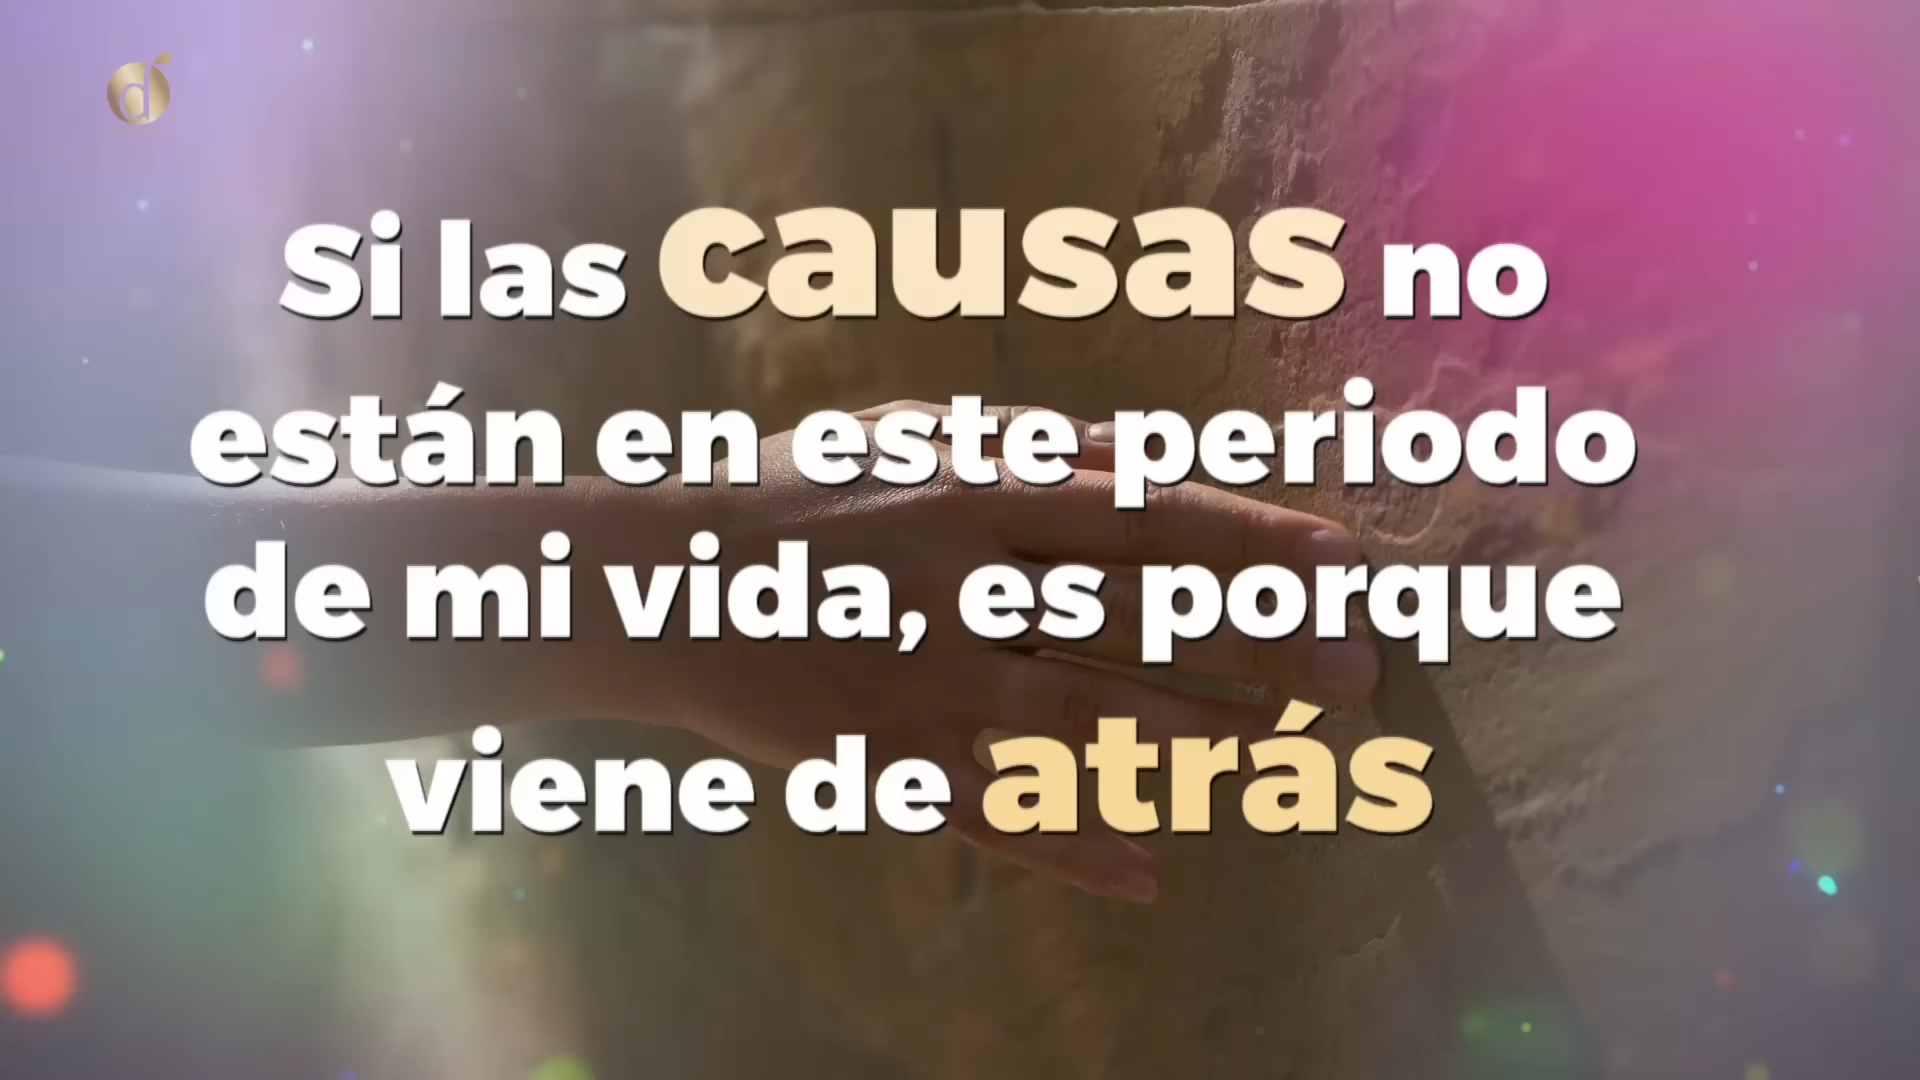 Si las causas no
están en este periodo
de mi vida, es porque
viene de atrás